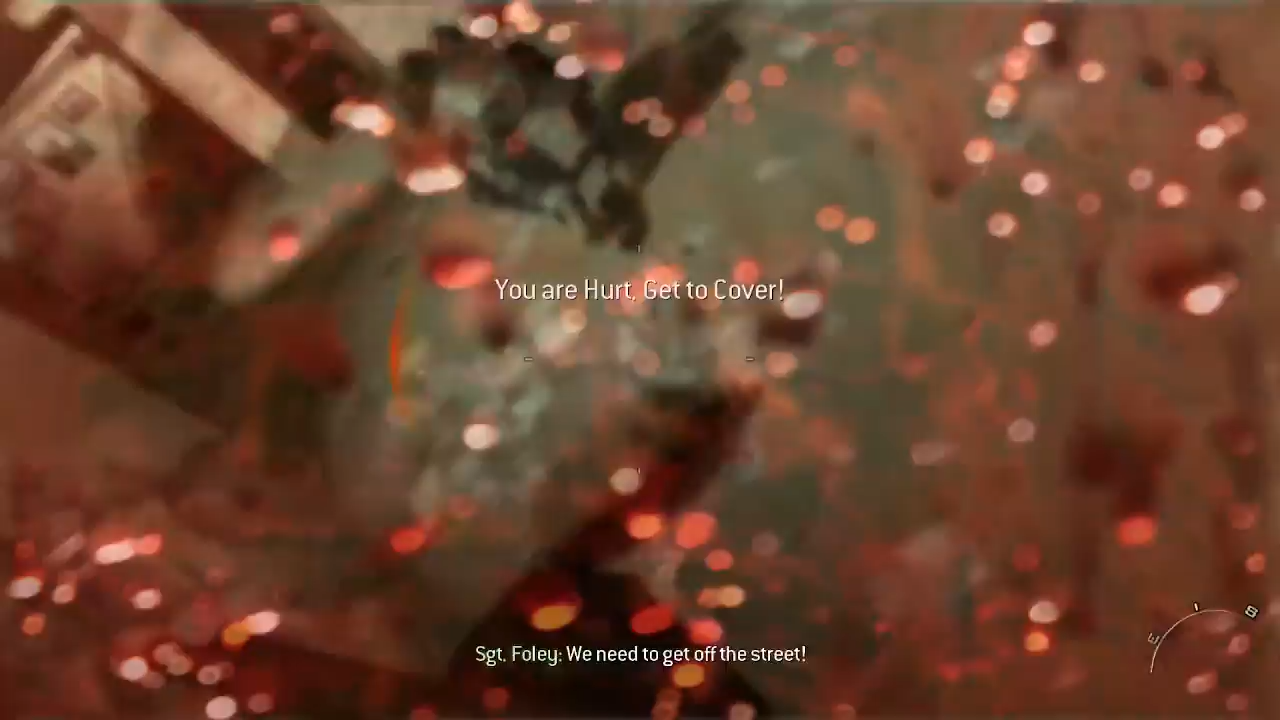 You are Hurt, Get to Cover!
Sgt. Foley: We need to get off the street!
E
S